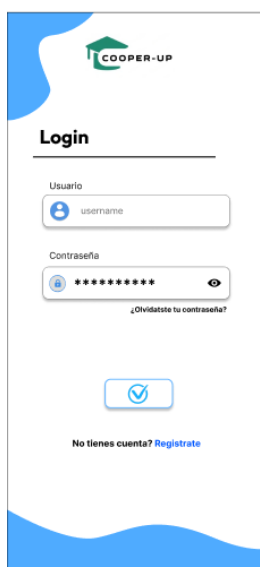 COOPER-UP
Login
Usuario
username
Contraseña
**********
¿Olvidatste tu contraseña?
No tienes cuenta? Registrate